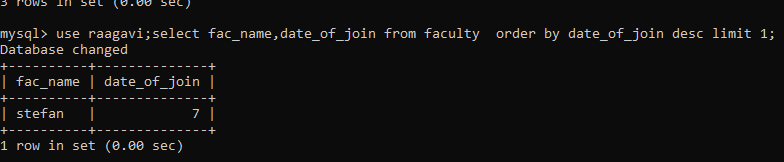 3 rows in set (0.00 sec)
mysql> use raagavi;select fac_name,date_of_join from faculty  order by date_of_join desc limit 1;
Database changed
+----------+--------------+
| fac_name | date_of_join |
+----------+--------------+
| stefan   |            7 |
+----------+--------------+
1 row in set (0.00 sec)